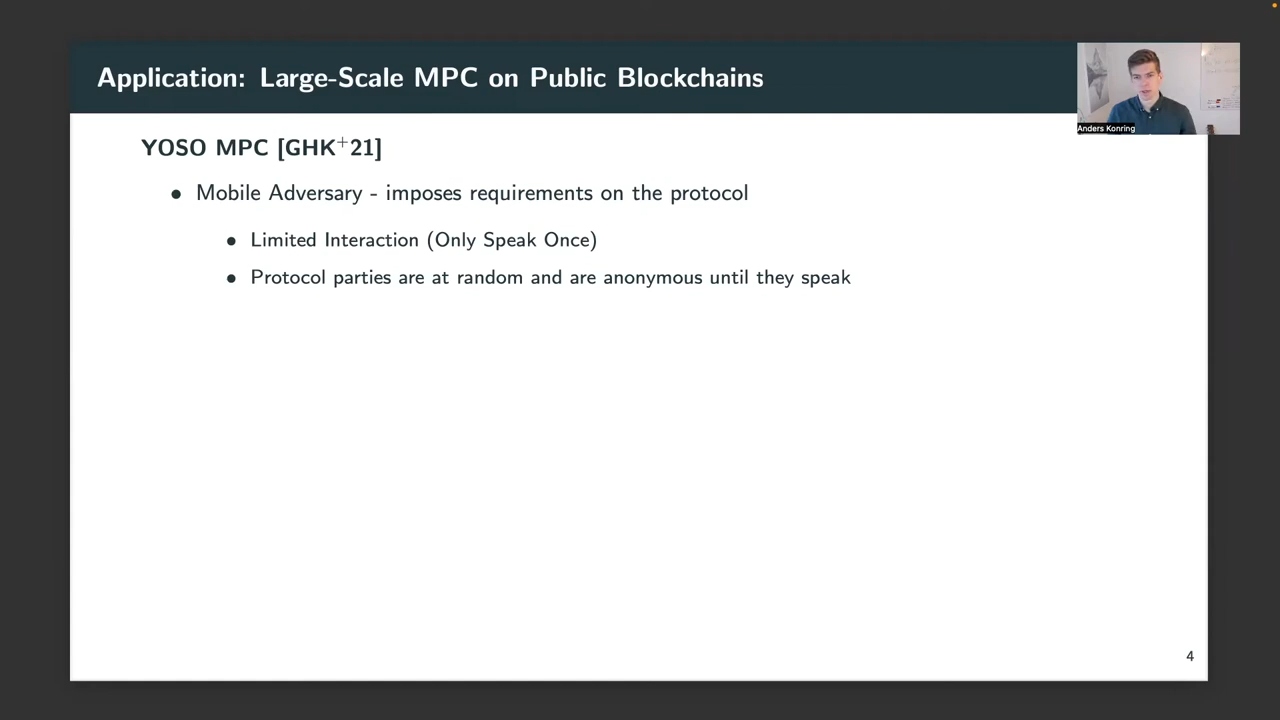 Application: Large-Scale MPC on Public Blockchains
Anders Konring
YOSO MPC [GHK+21]
• Mobile Adversary - imposes requirements on the protocol
• Limited Interaction (Only Speak Once)
• Protocol parties are at random and are anonymous until they speak
4